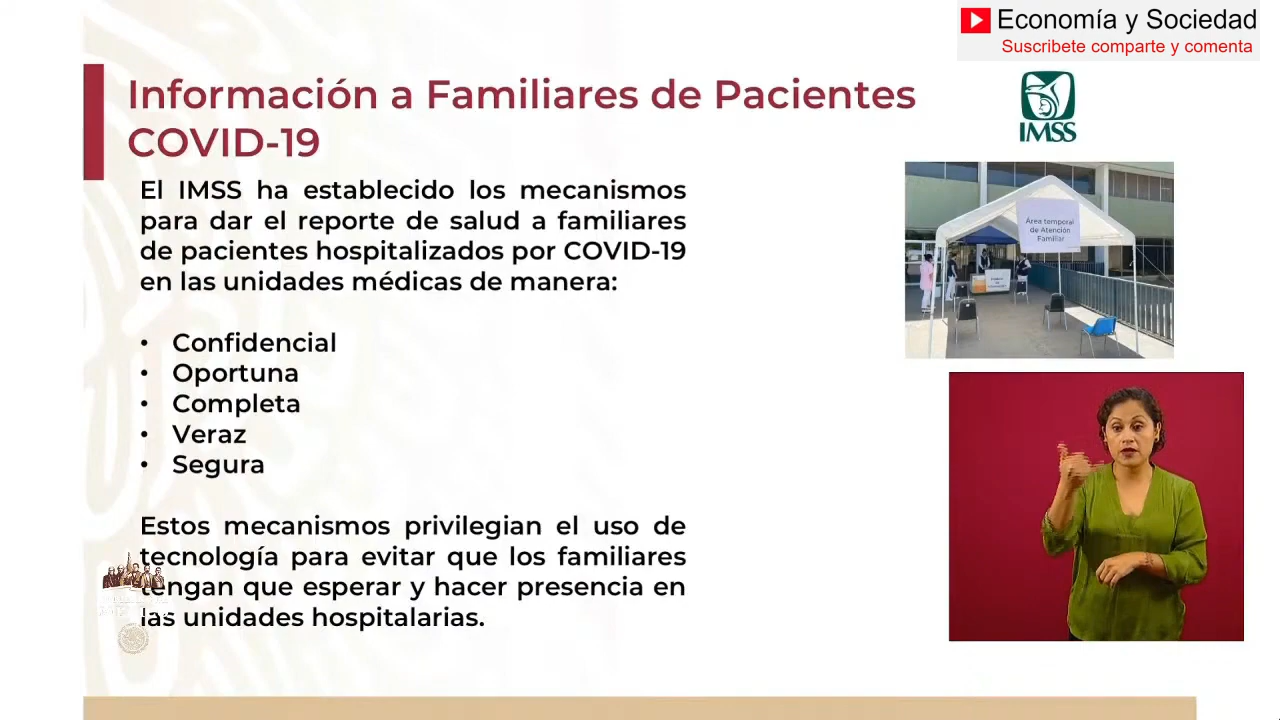 Economía y Sociedad
Suscribete comparte y comenta
Información a Familiares de Pacientes
COVID-19
IMSS
El IMSS ha establecido los mecanismos
para dar el reporte de salud a familiares
de pacientes hospitalizados por COVID-19
en las unidades médicas de manera:
• Confidencial
• Oportuna
• Completa
• Veraz
• Segura
Estos mecanismos privilegian el uso de
tecnología para evitar que los familiares
tengan que esperar y hacer presencia en
las unidades hospitalarias.
Área temporal
de Atención
Familiar